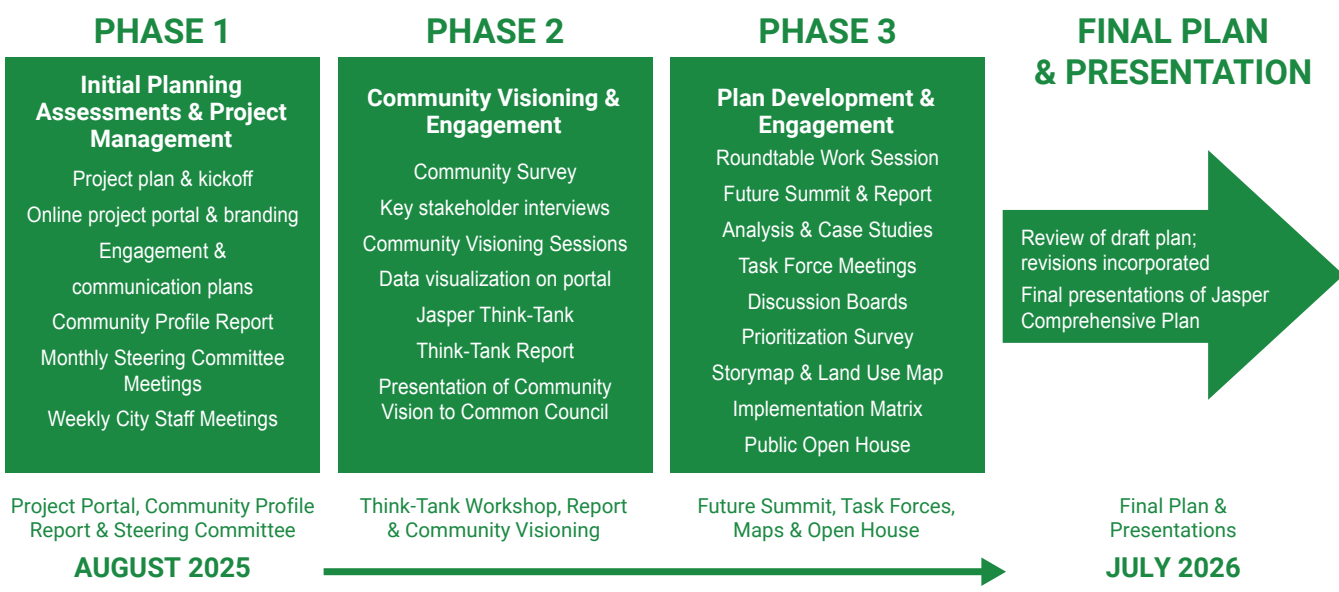 PHASE 1
Initial Planning
Assessments & Project
Management
Project plan & kickoff
Online project portal & branding
Engagement &
communication plans
Community Profile Report
Monthly Steering Committee
Meetings
Weekly City Staff Meetings
Project Portal, Community Profile
Report & Steering Committee
AUGUST 2025
PHASE 2
Community Visioning &
Engagement
Community Survey
Key stakeholder interviews
Community Visioning Sessions
Data visualization on portal
Jasper Think-Tank
Think-Tank Report
Presentation of Community
Vision to Common Council
Think-Tank Workshop, Report
& Community Visioning
PHASE 3
Plan Development &
Engagement
Roundtable Work Session
Future Summit & Report
Analysis & Case Studies
Task Force Meetings
Discussion Boards
Prioritization Survey
Storymap & Land Use Map
Implementation Matrix
Public Open House
Future Summit, Task Forces,
Maps & Open House
FINAL PLAN
& PRESENTATION
Review of draft plan;
revisions incorporated
Final presentations of Jasper
Comprehensive Plan
Final Plan &
Presentations
JULY 2026